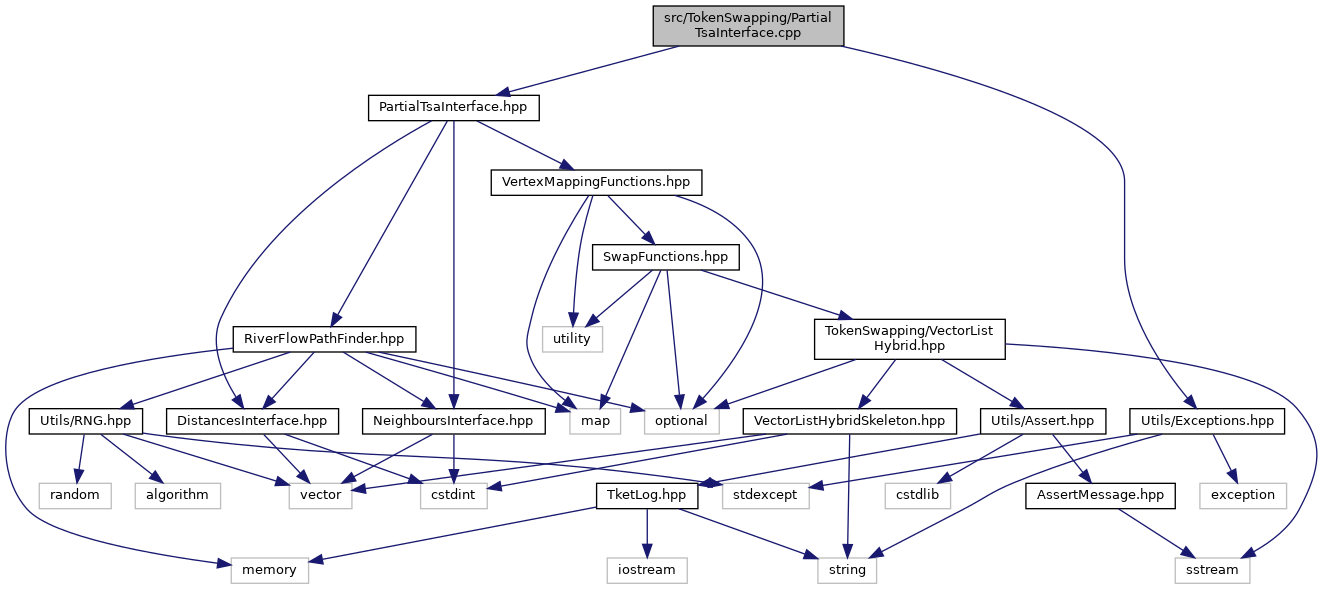 src/TokenSwapping/Partial
TsaInterface.cpp
PartialTsaInterface.hpp
VertexMappingFunctions.hpp
SwapFunctions.hpp
RiverFlowPathFinder.hpp
utility
TokenSwapping/VectorList
Hybrid.hpp
Utils/RNG.hpp
DistancesInterface.hpp
NeighboursInterface.hpp
map
optional
VectorListHybridSkeleton.hpp
Utils/Assert.hpp
Utils/Exceptions.hpp
random
algorithm
vector
cstdint
TketLog.hpp
stdexcept
cstdlib
AssertMessage.hpp
exception
memory
iostream
string
sstream